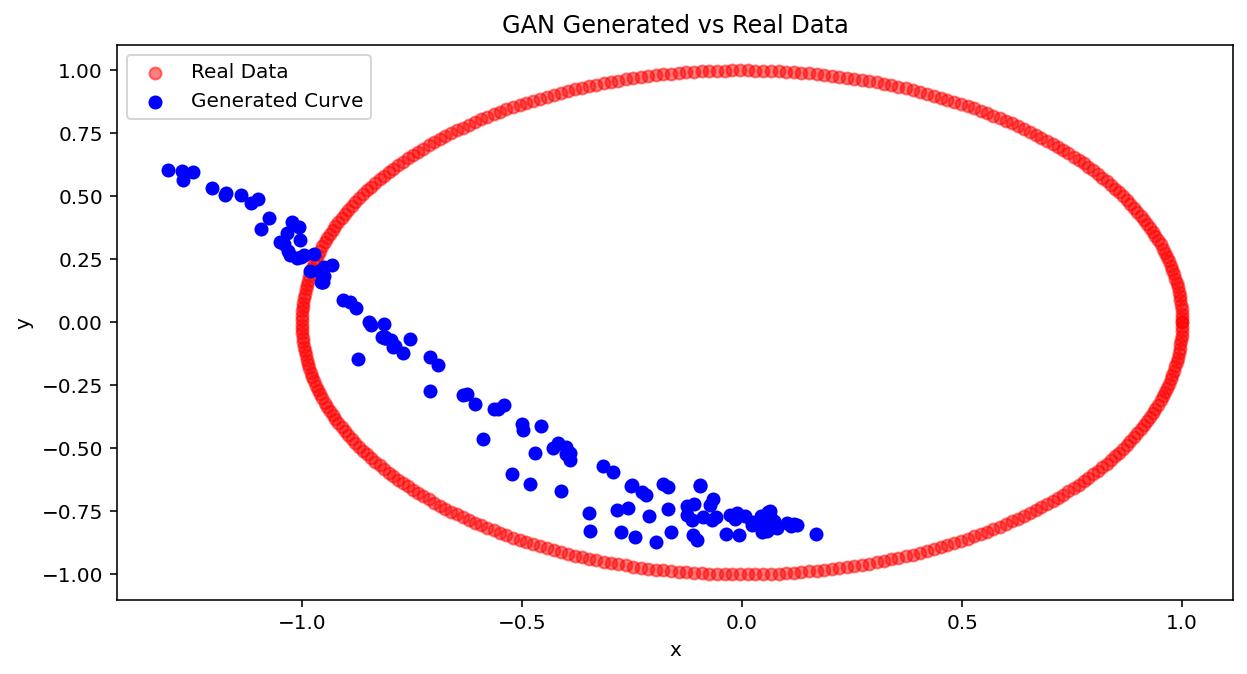 GAN Generated vs Real Data
Real Data
Generated Curve
1.00
0.75
0.50
0.25
0.00
−0.25
−0.50
−0.75
−1.00
y
−1.0 −0.5 0.0 0.5 1.0
x